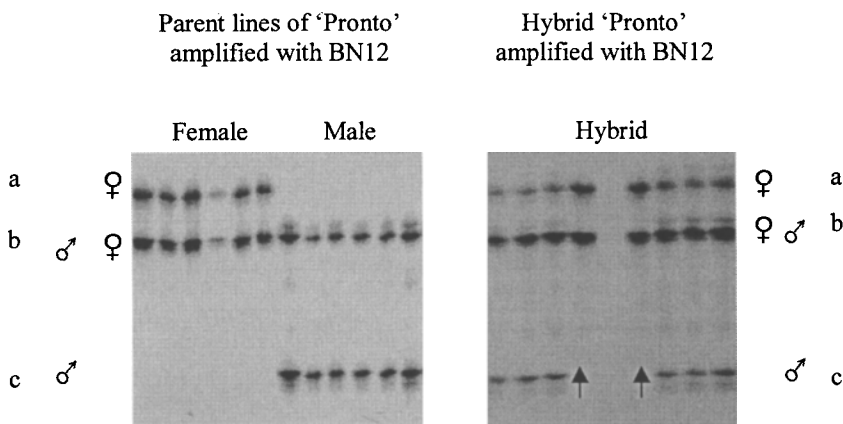 Parent lines of ‘Pronto’
amplified with BN12
Hybrid ‘Pronto’
amplified with BN12
Female Male
Hybrid
a ♀
b ♂ ♀
c ♂
♀ a
♀ ♂ b
♂ c